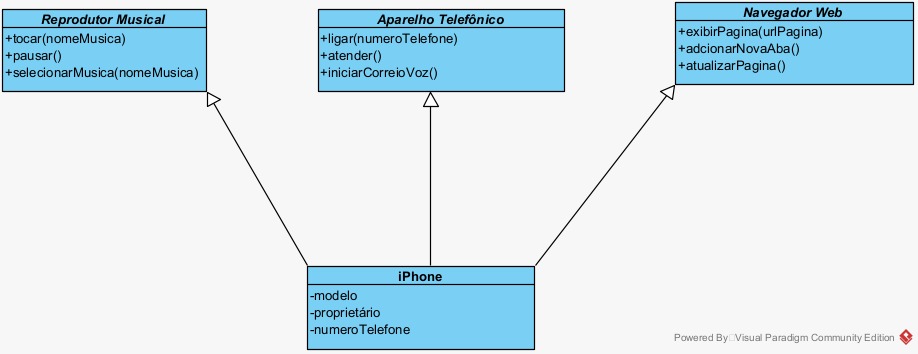 Reprodutor Musical
+tocar(nomeMusica)
+pausar()
+selecionarMusica(nomeMusica)
Aparelho Telefônico
+ligar(numeroTelefone)
+atender()
+iniciarCorreioVoz()
Navegador Web
+exibirPagina(urlPagina)
+adcionarNovaAba()
+atualizarPagina()
iPhone
-modelo
-proprietário
-numeroTelefone
Powered By Visual Paradigm Community Edition